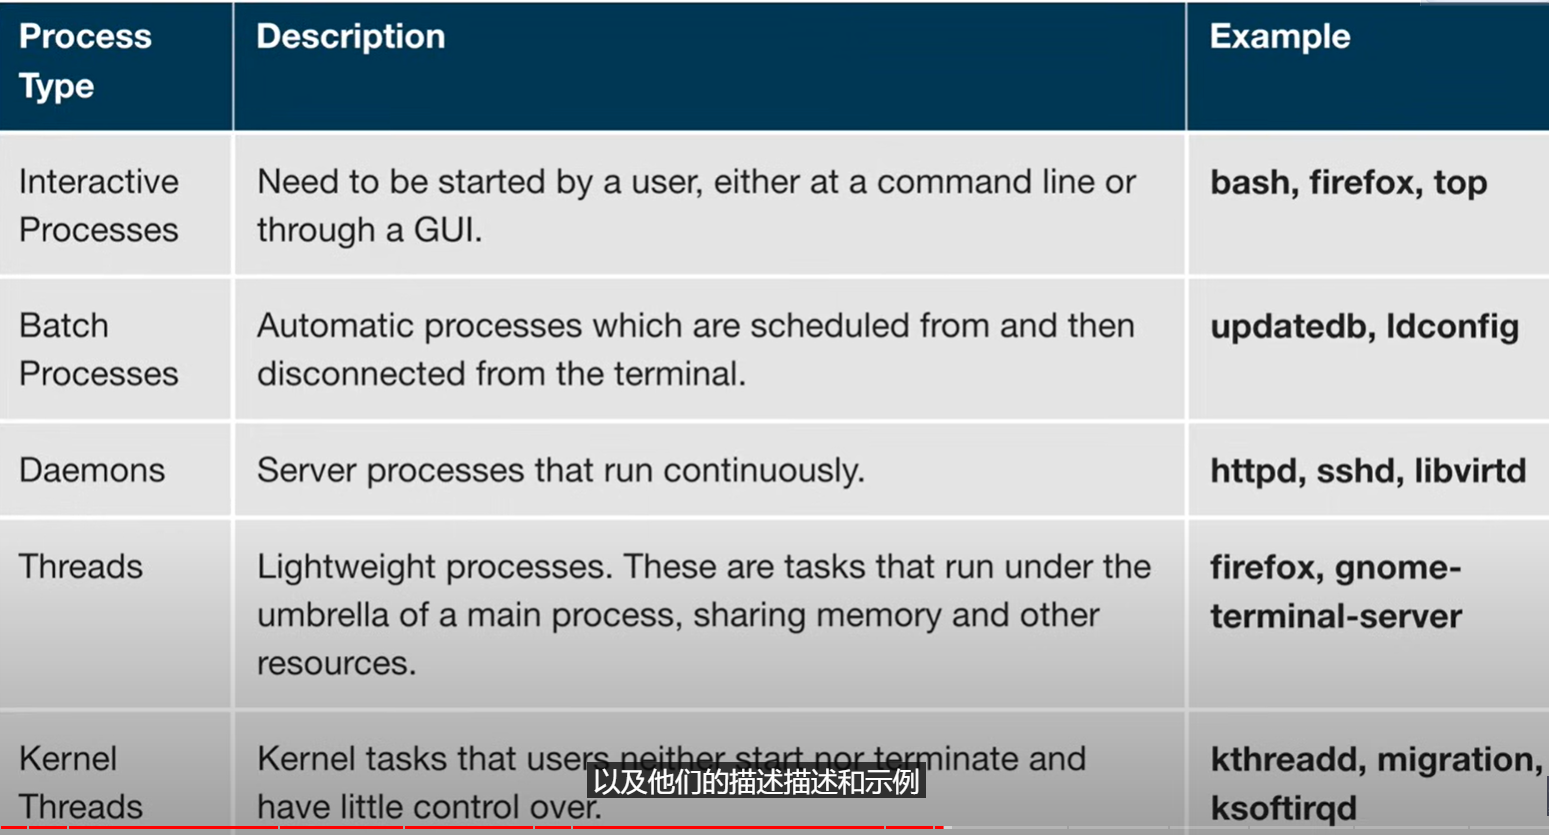 Process Type
Description
Example
Interactive Processes
Need to be started by a user, either at a command line or
through a GUI.
bash, firefox, top
Batch Processes
Automatic processes which are scheduled from and then
disconnected from the terminal.
updatedb, ldconfig
Daemons
Server processes that run continuously.
httpd, sshd, libvirtd
Threads
Lightweight processes. These are tasks that run under the
umbrella of a main process, sharing memory and other
resources.
firefox, gnome-
terminal-server
Kernel Threads
Kernel tasks that users neither start nor terminate and
have little control over.
kthreadd, migration,
ksoftirqd
以及他们的描述描述和示例